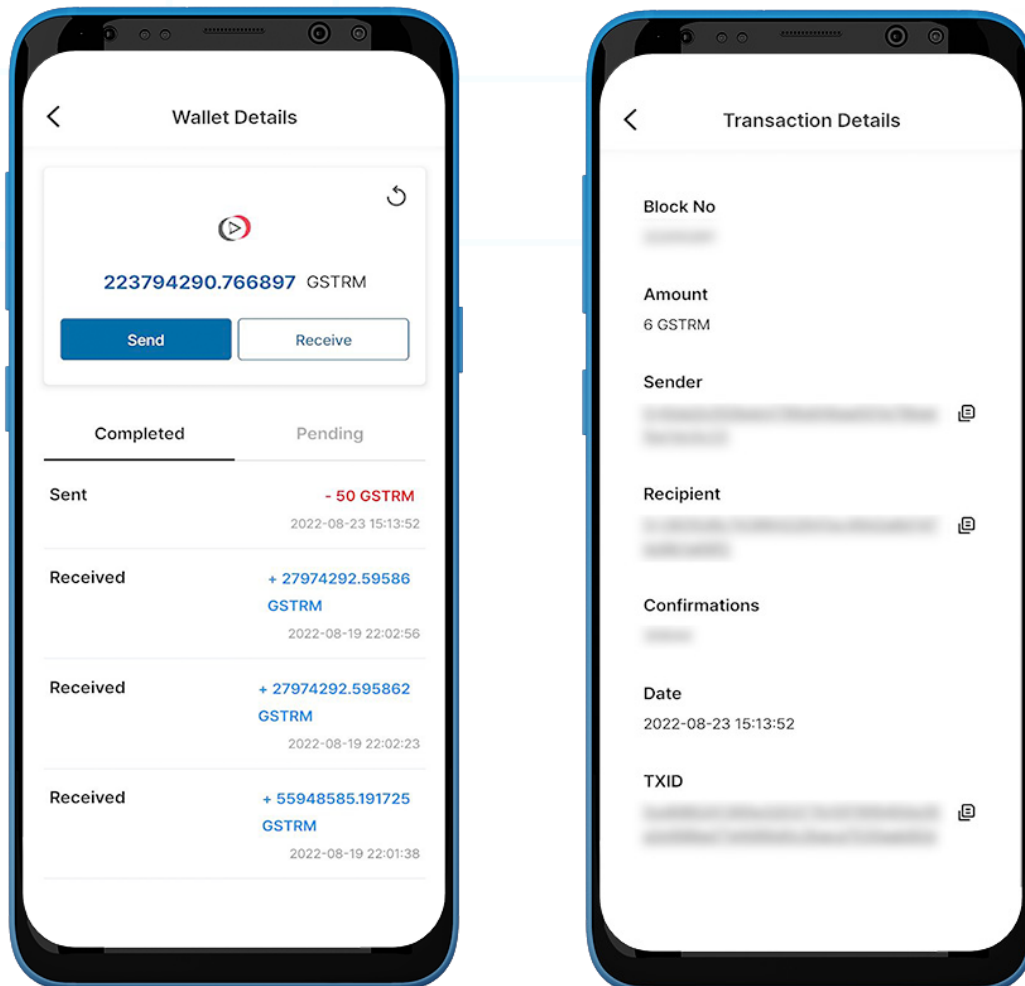 Wallet Details
223794290.766897 GSTRM
Send
Receive
Completed
Pending
Sent
- 50 GSTRM
2022-08-23 15:13:52
Received
+ 27974292.59586
GSTRM
2022-08-19 22:02:56
Received
+ 27974292.595862
GSTRM
2022-08-19 22:02:23
Received
+ 55948585.191725
GSTRM
2022-08-19 22:01:38
Transaction Details
Block No
Amount
6 GSTRM
Sender
Recipient
Confirmations
Date
2022-08-23 15:13:52
TXID